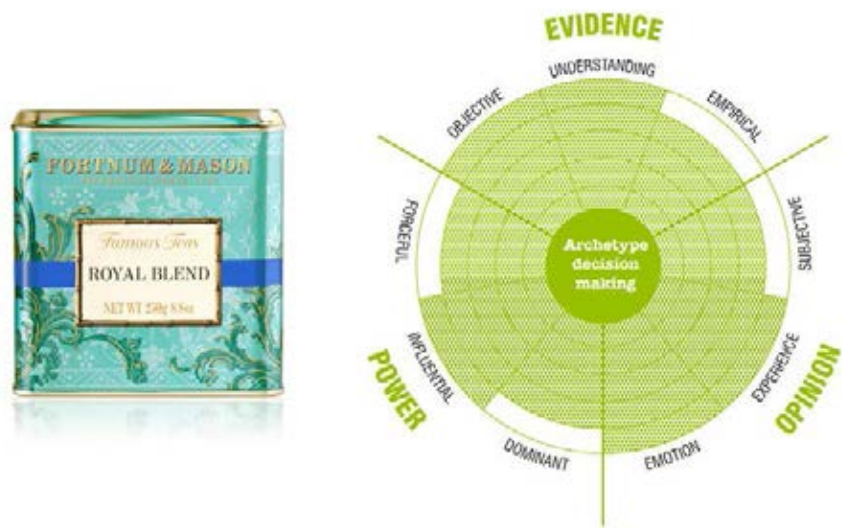 FORTNUM & MASON
Famous Teas
ROYAL BLEND
NET WT 250g 8.8oz
EVIDENCE
UNDERSTANDING
OBJECTIVE
EMPIRICAL
FORCEFUL
SUBJECTIVE
Archetype
decision
making
INFLUENTIAL
EXPERIENCE
POWER
OPINION
DOMINANT
EMOTION